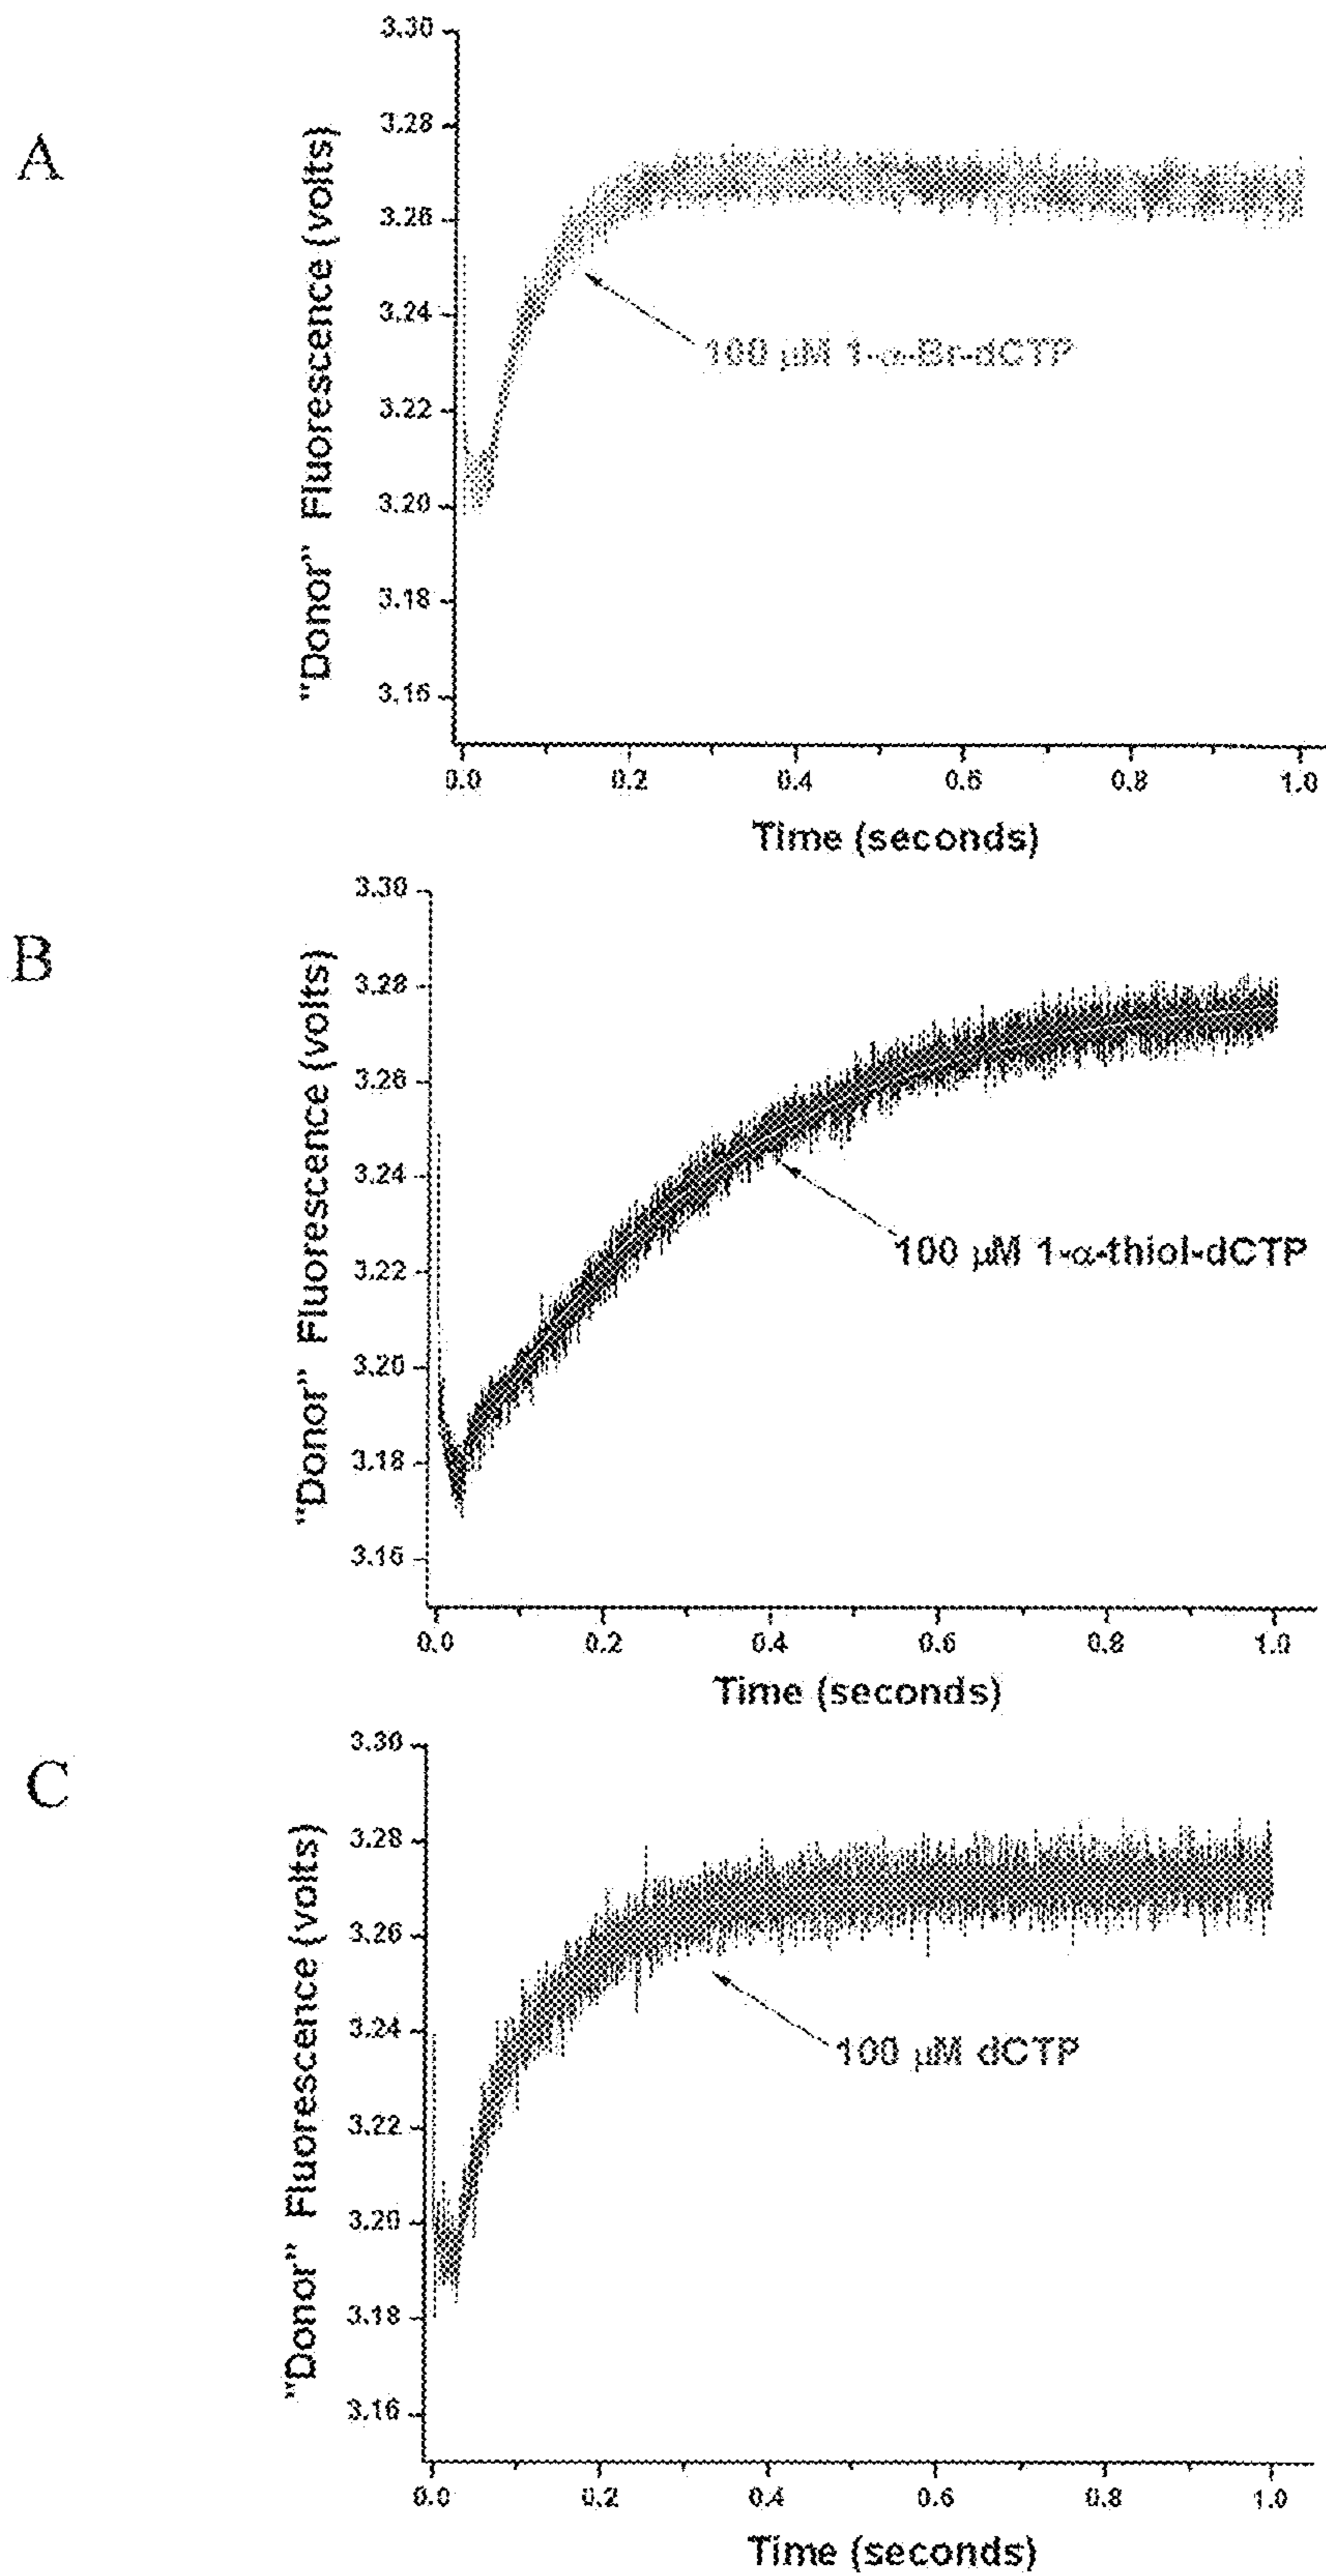 A
"Donor" Fluorescence (volts)
3.30
3.28
3.26
3.24
3.22
3.20
3.18
3.16
100 µM 1-α-Br-dCTP
0.0 0.2 0.4 0.6 0.8 1.0
Time (seconds)
B
"Donor" Fluorescence (volts)
3.30
3.28
3.26
3.24
3.22
3.20
3.18
3.16
100 µM 1-α-thiol-dCTP
0.0 0.2 0.4 0.6 0.8 1.0
Time (seconds)
C
"Donor" Fluorescence (volts)
3.30
3.28
3.26
3.24
3.22
3.20
3.18
3.16
100 µM dCTP
0.0 0.2 0.4 0.6 0.8 1.0
Time (seconds)